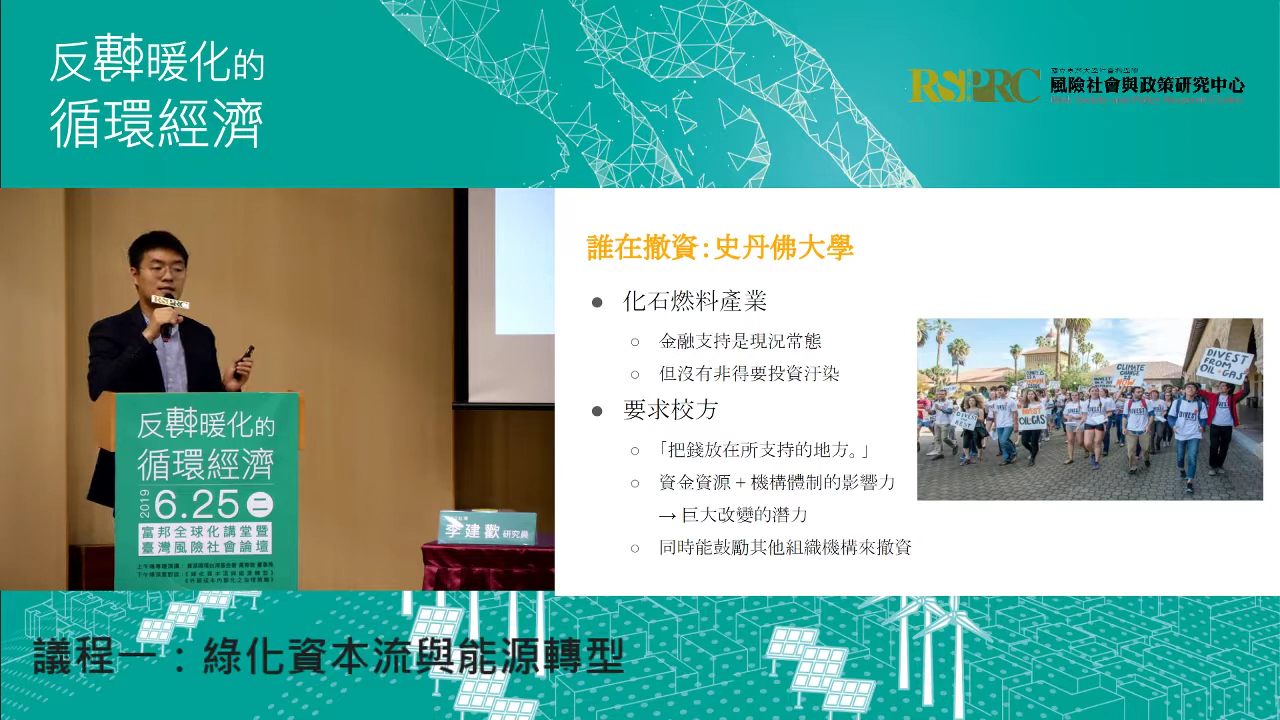 反轉暖化的
循環經濟
RSPRC
風險社會與政策研究中心
RSPRC
反轉暖化的
循環經濟
2019
6.25 二
富邦全球化講堂暨
臺灣風險社會論壇
李建歡 研究員
誰在撤資:史丹佛大學
● 化石燃料產業
○ 金融支持是現況常態
○ 但沒有非得要投資汙染
● 要求校方
○ 「把錢放在所支持的地方。」
○ 資金資源 + 機構體制的影響力
→ 巨大改變的潛力
○ 同時能鼓勵其他組織機構來撤資
CLIMATE
CHANGE
IS
NOW
DIVEST
FROM
OIL + GAS
OIL+GAS
議程一:綠化資本流與能源轉型